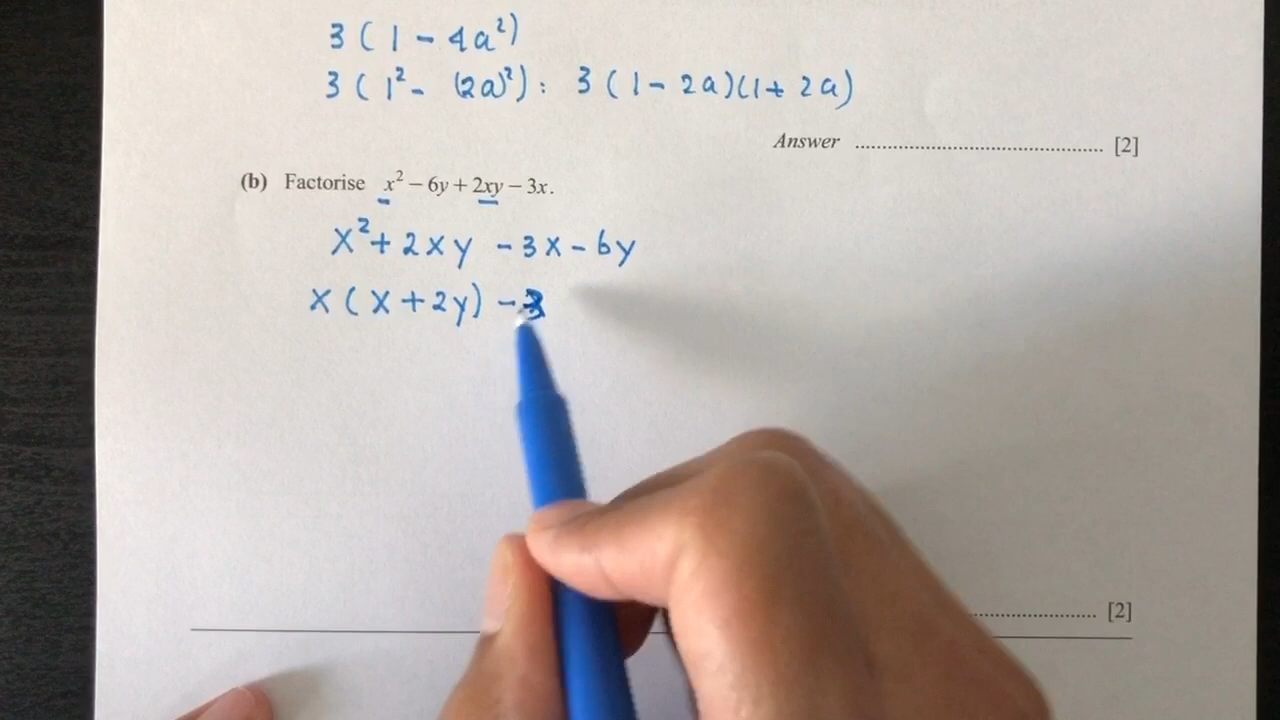 3(1 - 4a²)
3(1² - (2a)²) : 3(1 - 2a)(1 + 2a)
Answer ................................................ [2]
(b) Factorise x² − 6y + 2xy − 3x.
x² + 2xy - 3x - 6y
x(x + 2y) - 3
........................ [2]